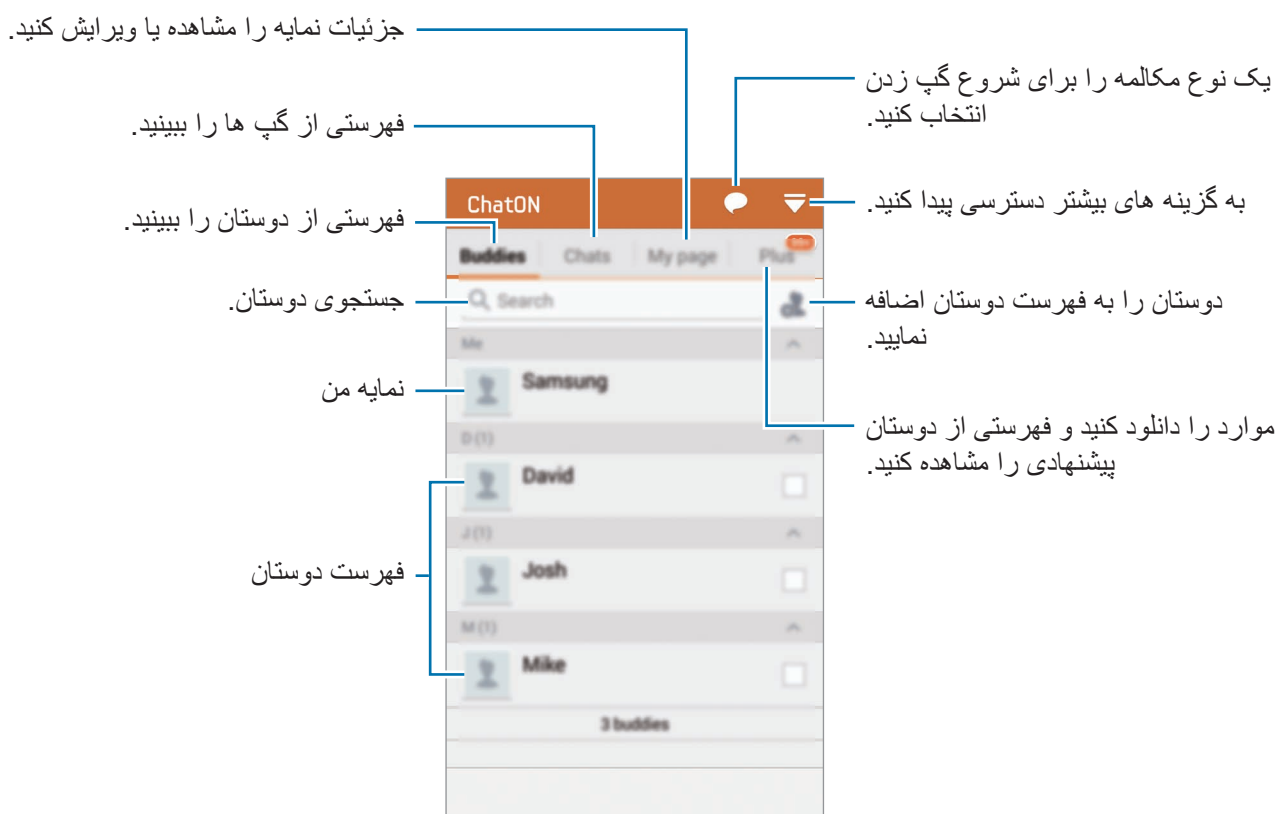 جزئیات نمایه را مشاهده یا ویرایش کنید.
یک نوع مکالمه را برای شروع گپ زدن
انتخاب کنید.
فهرستی از گپ ها را ببینید.
به گزینه های بیشتر دسترسی پیدا کنید.
فهرستی از دوستان را ببینید.
ChatON
Buddies
Chats
My page
Plus
جستجوی دوستان.
Search
دوستان را به فهرست دوستان اضافه
نمایید.
Me
نمایه من
Samsung
موارد را دانلود کنید و فهرستی از دوستان
پیشنهادی را مشاهده کنید.
D (1)
David
J (1)
فهرست دوستان
Josh
M (1)
Mike
3 buddies